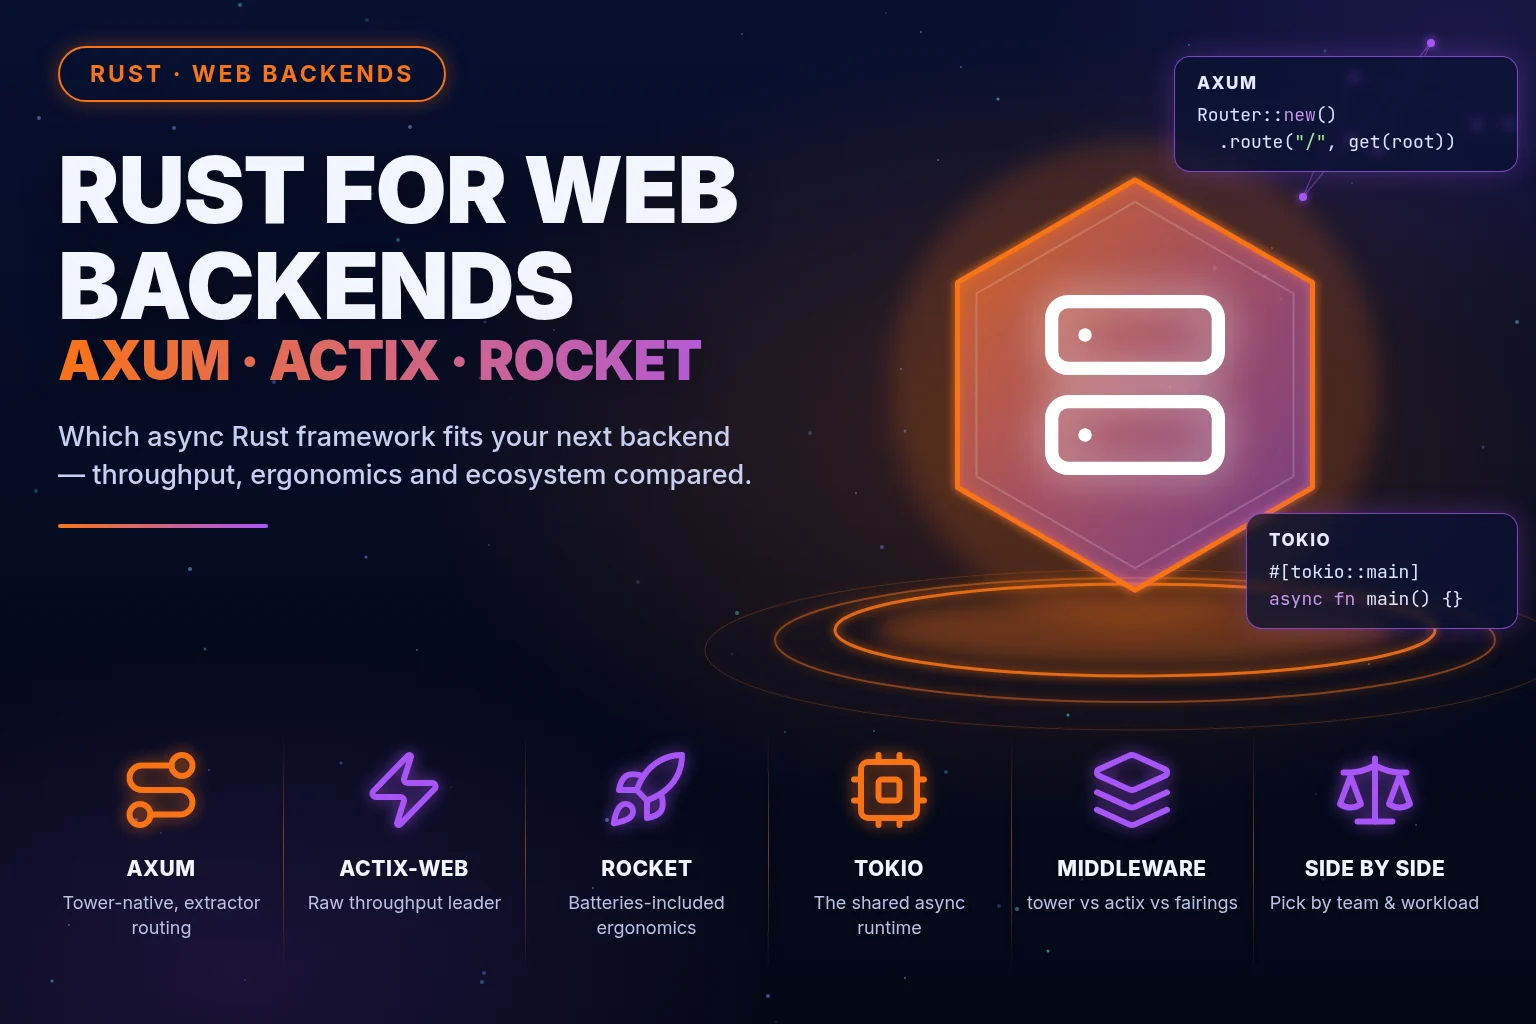 RUST · WEB BACKENDS
RUST FOR WEB
BACKENDS
AXUM · ACTIX · ROCKET
Which async Rust framework fits your next backend
— throughput, ergonomics and ecosystem compared.
AXUM
Router::new()
  .route("/", get(root))
TOKIO
#[tokio::main]
async fn main() {}
AXUM
Tower-native, extractor
routing
ACTIX-WEB
Raw throughput leader
ROCKET
Batteries-included
ergonomics
TOKIO
The shared async
runtime
MIDDLEWARE
tower vs actix vs fairings
SIDE BY SIDE
Pick by team & workload